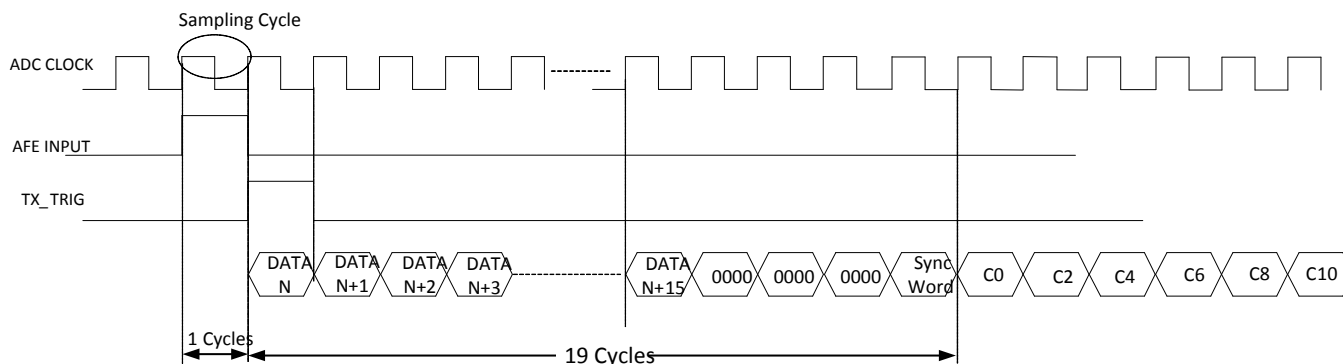 Sampling Cycle
ADC CLOCK
AFE INPUT
TX_TRIG
DATA N
DATA N+1
DATA N+2
DATA N+3
DATA N+15
0000
0000
0000
Sync Word
C0
C2
C4
C6
C8
C10
1 Cycles
19 Cycles